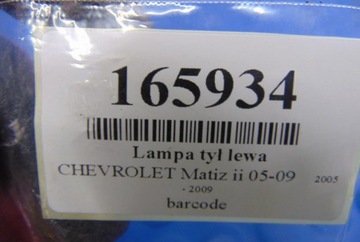 165934
Lampa tył lewa
CHEVROLET Matiz ii 05-09 2005
- 2009
barcode